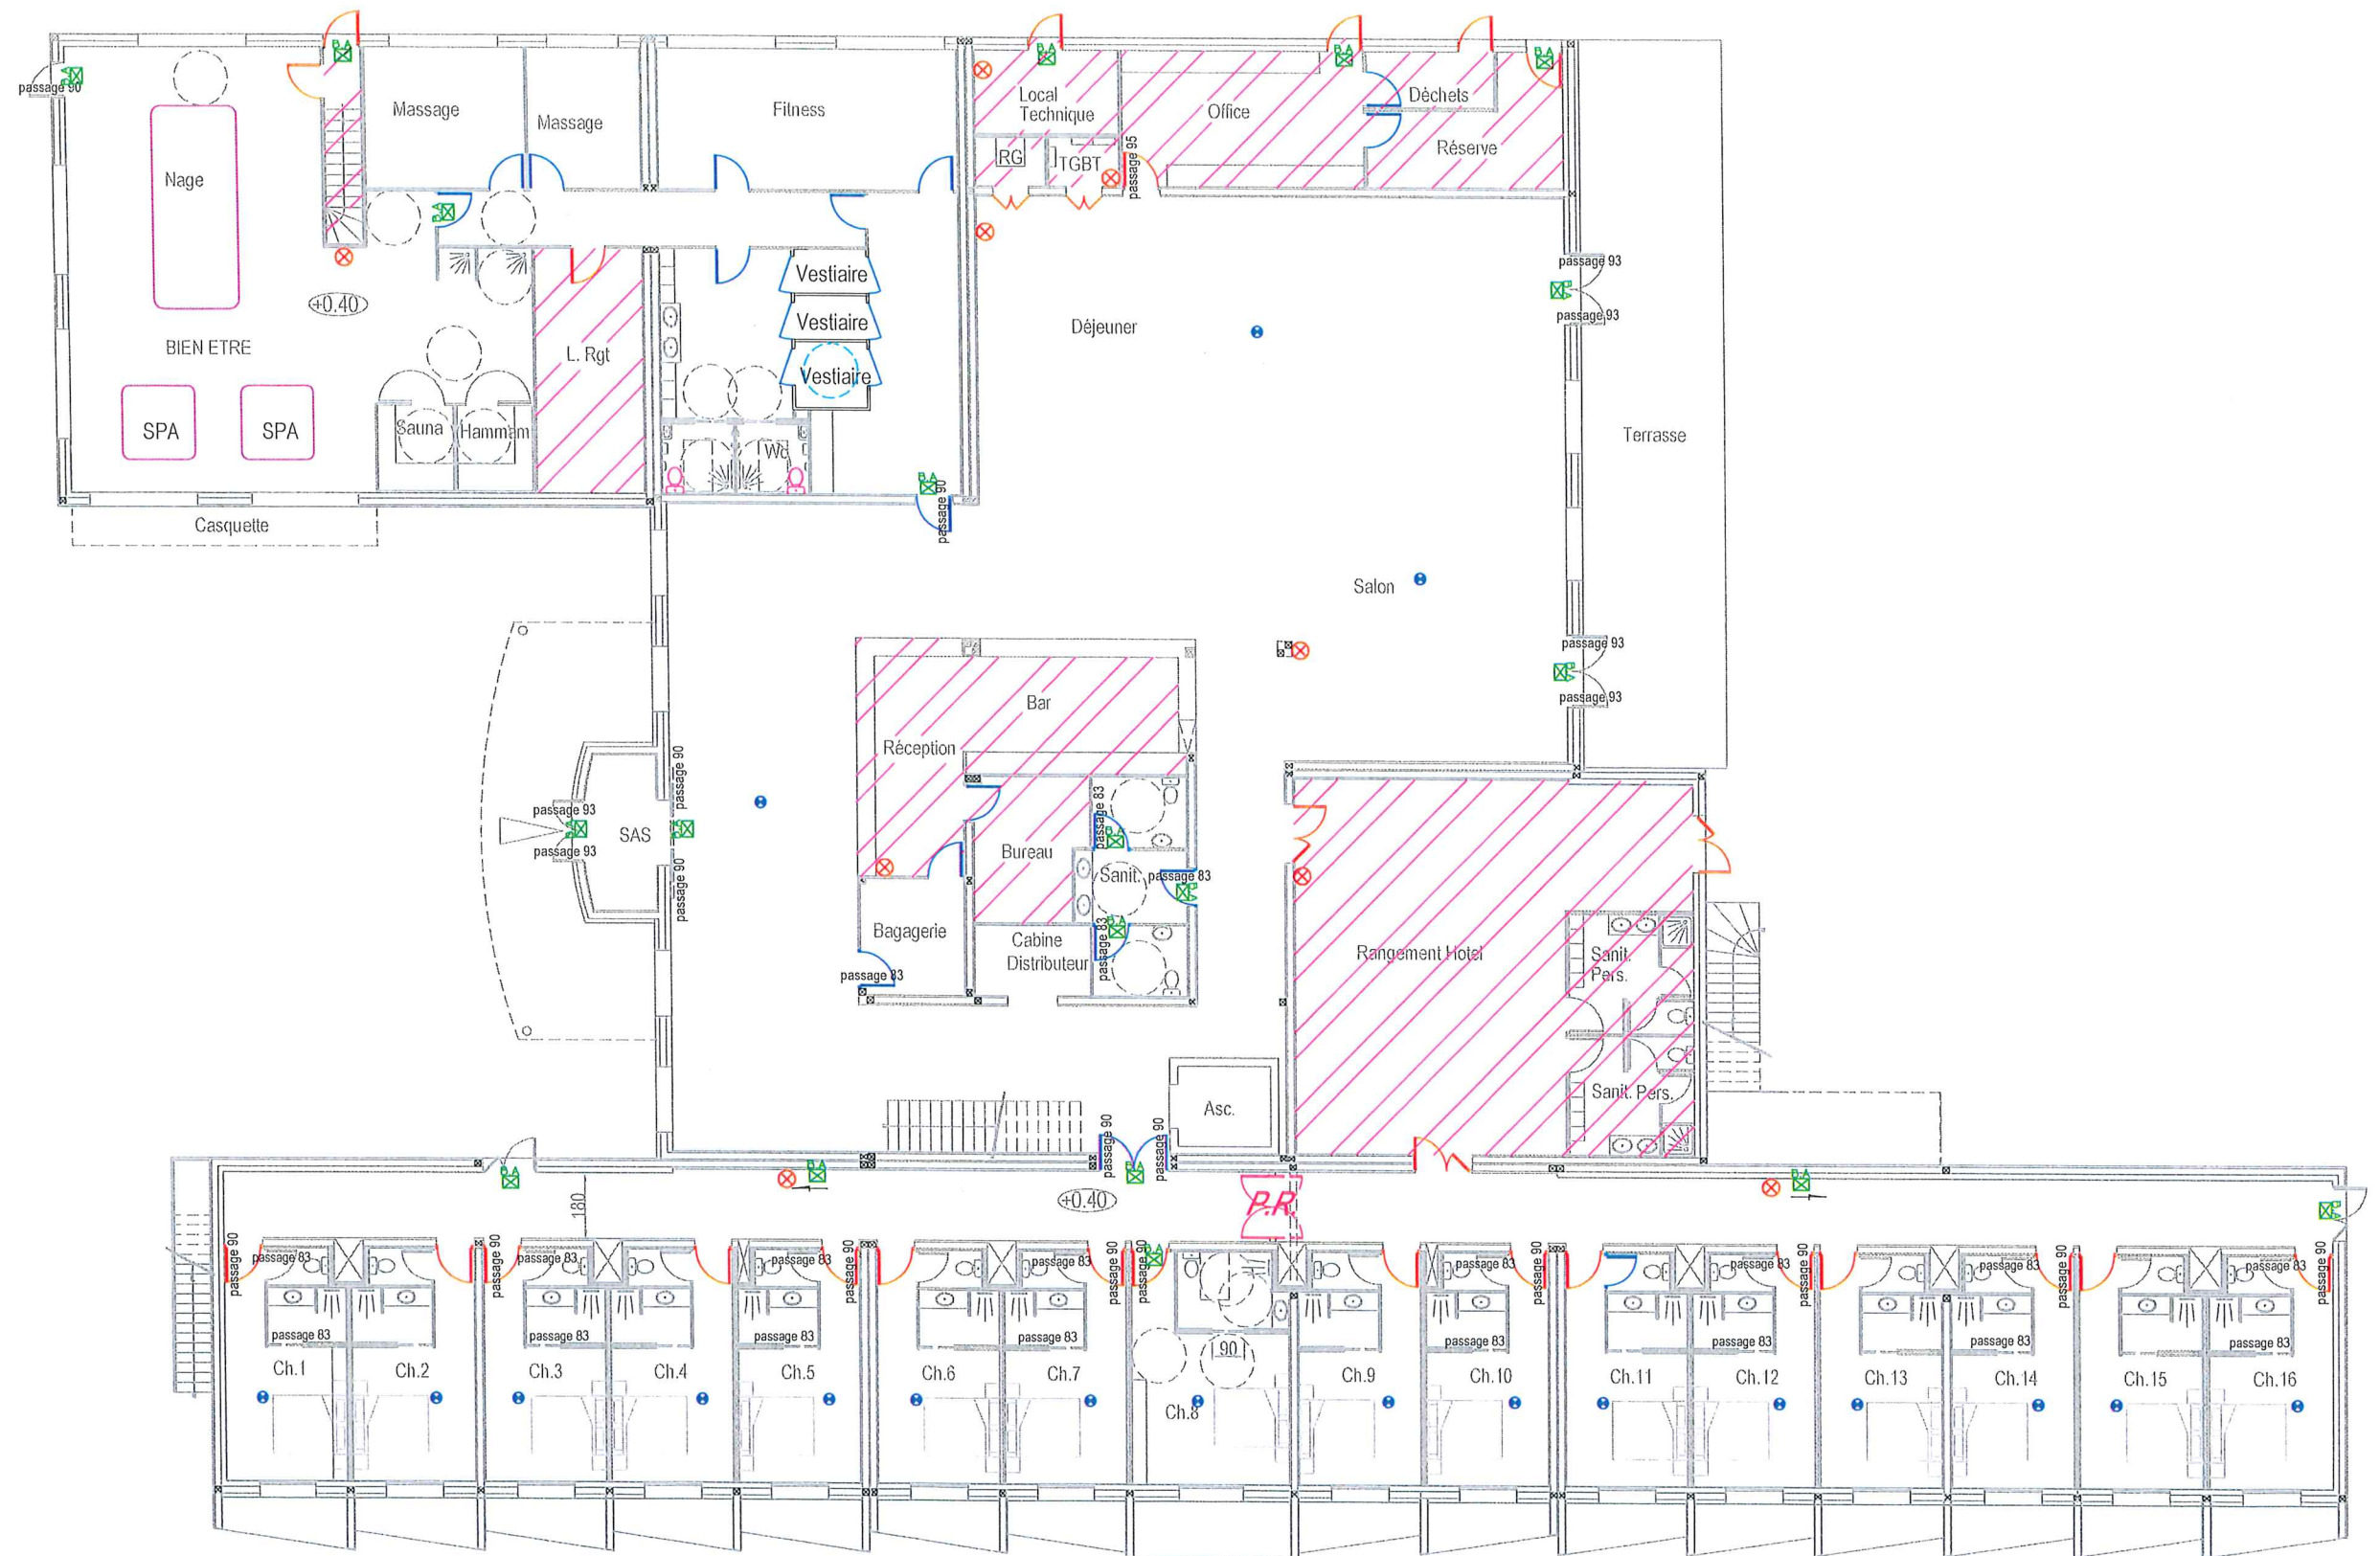 B.A
B.A
B.A
B.A
B.A
passage 90
Massage
Massage
Fitness
Local
Technique
Office
Déchets
Réserve
RG
TGBT
passage 95
Nage
B.A
+0.40
BIEN ETRE
L. Rgt
Vestiaire
Vestiaire
Vestiaire
Déjeuner
passage 93
passage 93
SPA
SPA
Sauna
Hammam
Wc
B.A
passage 90
Terrasse
Casquette
Salon
passage 93
passage 93
Bar
Réception
passage 90
passage 93
SAS
passage 93
passage 90
passage 83
B.A
Bureau
Sanit.
passage 83
B.A
passage 83
Bagagerie
Cabine
Distributeur
passage 83
Rangement Hotel
Sanit.
Pers.
Sanit. Pers.
Asc.
passage 90
passage 90
B.A
B.A
B.A
B.A
180
+0.40
P.R.
passage 90
passage 83
passage 90
passage 83
passage 83
passage 90
passage 83
passage 90
passage 90
B.A
passage 83
passage 90
passage 83
passage 90
passage 83
passage 90
passage 83
passage 90
passage 83
passage 83
passage 83
passage 83
passage 83
passage 83
passage 83
passage 83
90
Ch.1
Ch.2
Ch.3
Ch.4
Ch.5
Ch.6
Ch.7
Ch.8
Ch.9
Ch.10
Ch.11
Ch.12
Ch.13
Ch.14
Ch.15
Ch.16